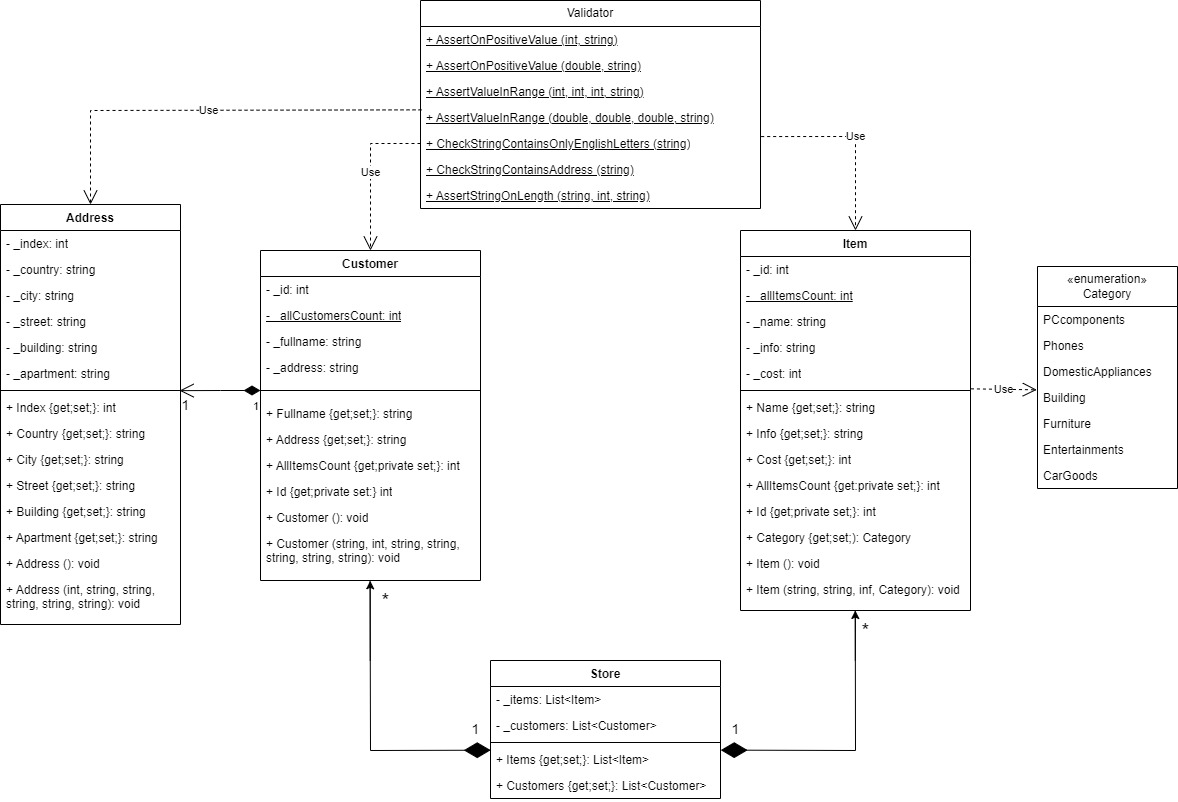 Validator
+ AssertOnPositiveValue (int, string)
+ AssertOnPositiveValue (double, string)
+ AssertValueInRange (int, int, int, string)
+ AssertValueInRange (double, double, double, string)
+ CheckStringContainsOnlyEnglishLetters (string)
+ CheckStringContainsAddress (string)
+ AssertStringOnLength (string, int, string)
Use
Use
Use
Address
- _index: int
- _country: string
- _city: string
- _street: string
- _building: string
- _apartment: string
+ Index {get;set;}: int
+ Country {get;set;}: string
+ City {get;set;}: string
+ Street {get;set;}: string
+ Building {get;set;}: string
+ Apartment {get;set;}: string
+ Address (): void
+ Address (int, string, string,
string, string, string): void
1
1
Customer
- _id: int
- _allCustomersCount: int
- _fullname: string
- _address: string
+ Fullname {get;set;}: string
+ Address {get;set;}: string
+ AllItemsCount {get;private set;}: int
+ Id {get;private set:} int
+ Customer (): void
+ Customer (string, int, string, string,
string, string, string): void
*
Item
- _id: int
- _allItemsCount: int
- _name: string
- _info: string
- _cost: int
+ Name {get;set;}: string
+ Info {get;set;}: string
+ Cost {get;set;}: int
+ AllItemsCount {get;private set;}: int
+ Id {get;private set;}: int
+ Category {get;set;): Category
+ Item (): void
+ Item (string, string, inf, Category): void
*
Use
«enumeration»
Category
PCcomponents
Phones
DomesticAppliances
Building
Furniture
Entertainments
CarGoods
Store
- _items: List<Item>
- _customers: List<Customer>
+ Items {get;set;}: List<Item>
+ Customers {get;set;}: List<Customer>
1
1